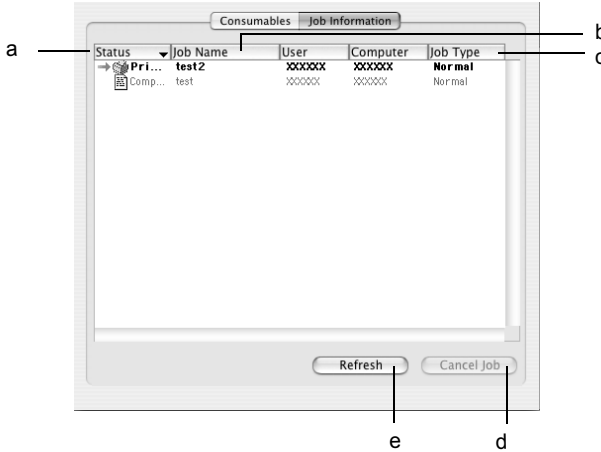 Consumables Job Information
b
a
Status Job Name User Computer Job Type
c
Pri... test2 XXXXXX XXXXXX Normal
Comp... test XXXXXX XXXXXX Normal
Refresh Cancel Job
e d